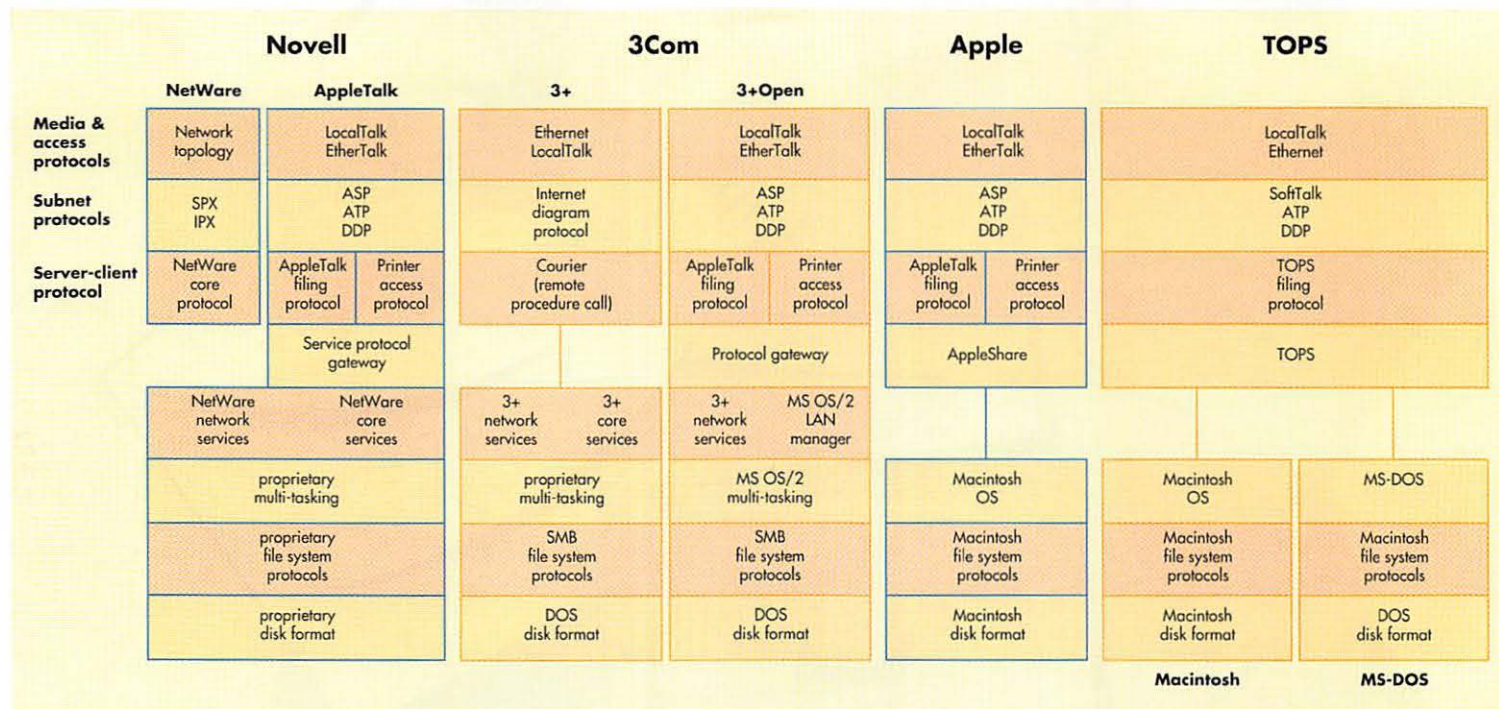 Novell
3Com
Apple
TOPS
NetWare
AppleTalk
3+
3+Open
Media &
access
protocols
Network
topology
LocalTalk
EtherTalk
Ethernet
LocalTalk
LocalTalk
EtherTalk
LocalTalk
EtherTalk
LocalTalk
Ethernet
Subnet
protocols
SPX
IPX
ASP
ATP
DDP
Internet
diagram
protocol
ASP
ATP
DDP
ASP
ATP
DDP
SoftTalk
ATP
DDP
Server-client
protocol
NetWare
core
protocol
AppleTalk
filing
protocol
Printer
access
protocol
Courier
(remote
procedure call)
AppleTalk
filing
protocol
Printer
access
protocol
AppleTalk
filing
protocol
Printer
access
protocol
TOPS
filing
protocol
Service protocol
gateway
Protocol gateway
AppleShare
TOPS
NetWare
network
services
NetWare
core
services
3+
network
services
3+
core
services
3+
network
services
MS OS/2
LAN
manager
proprietary
multi-tasking
proprietary
multi-tasking
MS OS/2
multi-tasking
Macintosh
OS
Macintosh
OS
MS-DOS
proprietary
file system
protocols
SMB
file system
protocols
SMB
file system
protocols
Macintosh
file system
protocols
Macintosh
file system
protocols
Macintosh
file system
protocols
proprietary
disk format
DOS
disk format
DOS
disk format
Macintosh
disk format
Macintosh
disk format
DOS
disk format
Macintosh
MS-DOS